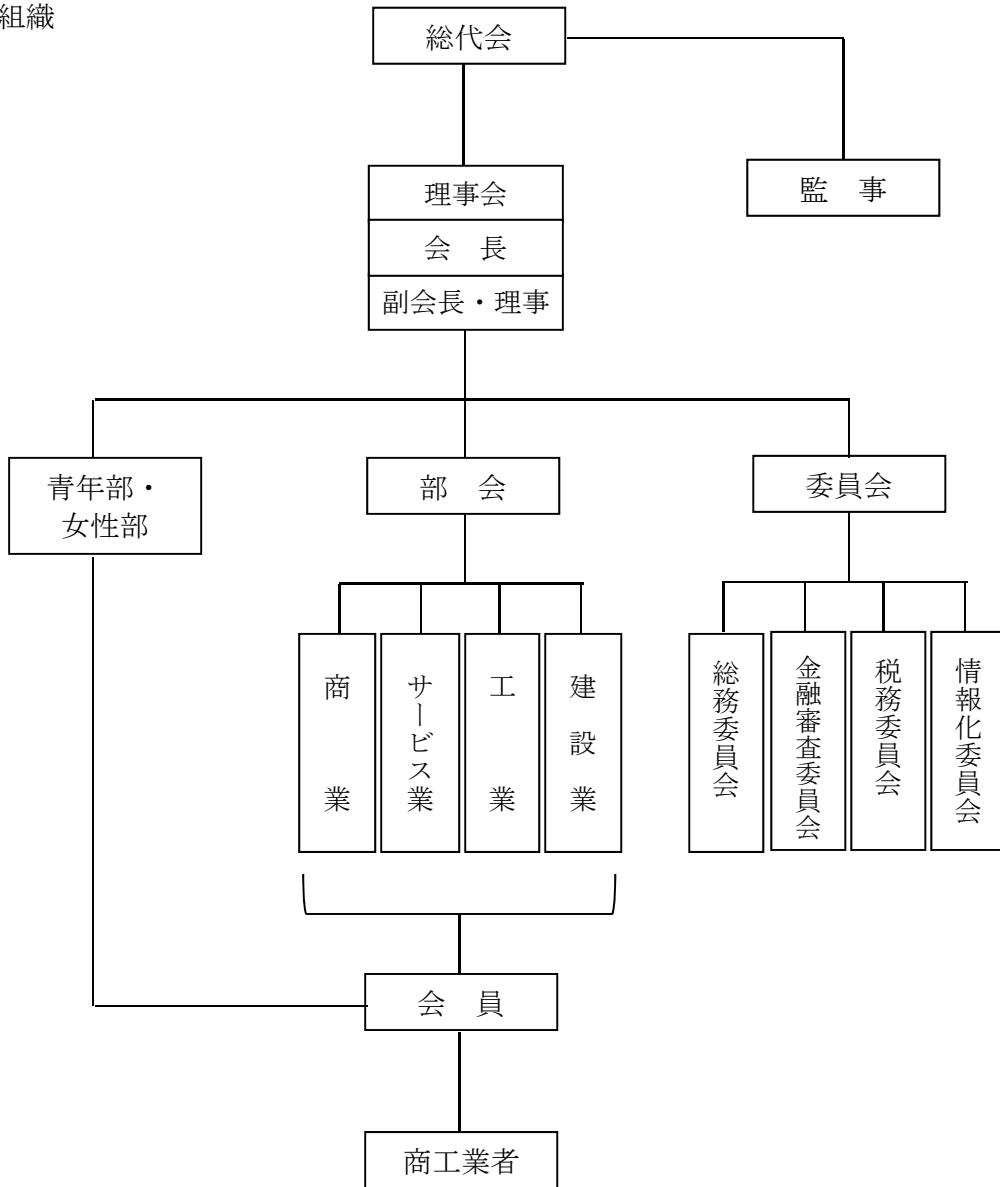 組織
総代会
監　事
理事会
会　長
副会長・理事
青年部・
女性部
部　会
委員会
商　業
サービス業
工　業
建設業
総務委員会
金融審査委員会
税務委員会
情報化委員会
会　員
商工業者